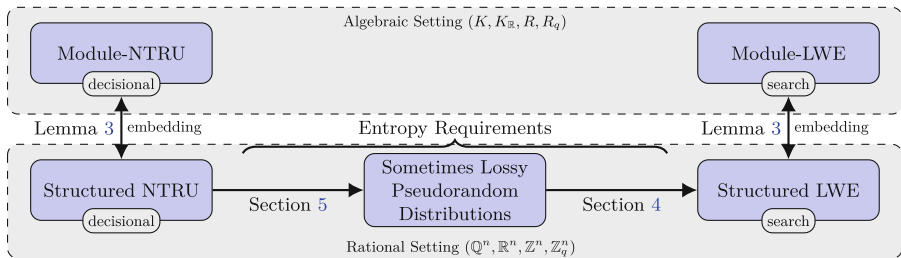 Algebraic Setting (K, K_ℝ, R, R_q)
Module-NTRU
decisional
Module-LWE
search
Lemma 3
embedding
Lemma 3
embedding
Entropy Requirements
Structured NTRU
decisional
Section 5
Sometimes Lossy
Pseudorandom
Distributions
Section 4
Structured LWE
search
Rational Setting (ℚⁿ, ℝⁿ, ℤⁿ, ℤ_qⁿ)